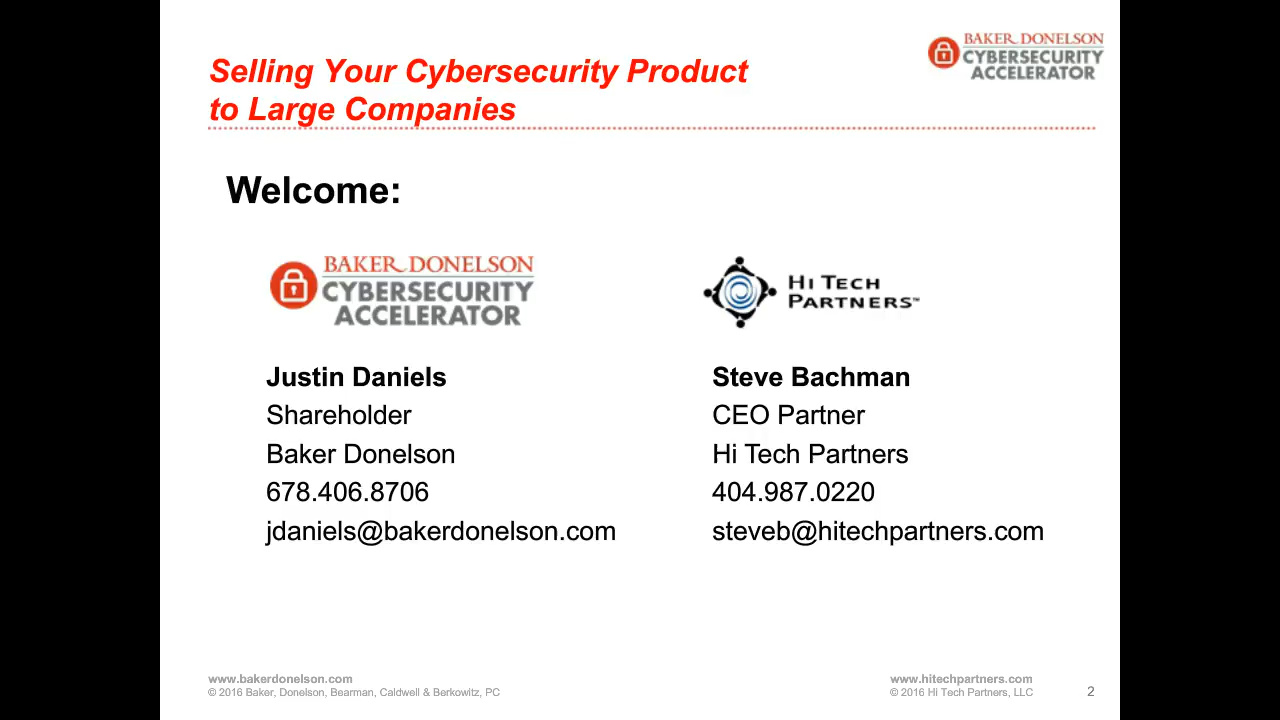 Selling Your Cybersecurity Product
to Large Companies
BAKER DONELSON
CYBERSECURITY
ACCELERATOR
Welcome:
BAKER DONELSON
CYBERSECURITY
ACCELERATOR
Justin Daniels
Shareholder
Baker Donelson
678.406.8706
jdaniels@bakerdonelson.com
HI TECH
PARTNERS™
Steve Bachman
CEO Partner
Hi Tech Partners
404.987.0220
steveb@hitechpartners.com
www.bakerdonelson.com
© 2016 Baker, Donelson, Bearman, Caldwell & Berkowitz, PC
www.hitechpartners.com
© 2016 Hi Tech Partners, LLC
2